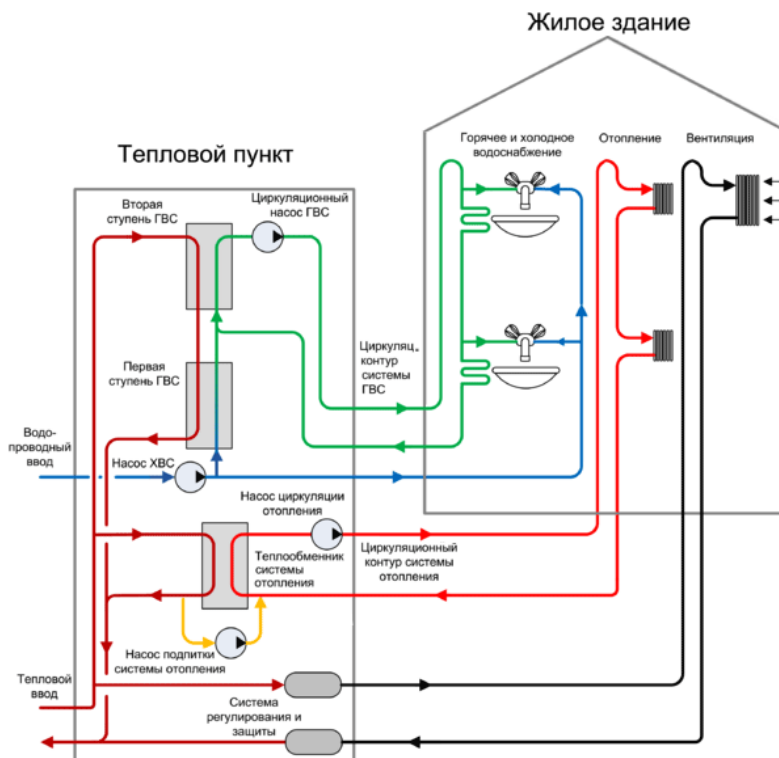 Жилое здание
Тепловой пункт
Горячее и холодное
водоснабжение
Отопление
Вентиляция
Вторая
ступень ГВС
Циркуляционный
насос ГВС
Первая
ступень ГВС
Циркуляц.
контур
системы
ГВС
Водо-
проводный
ввод
Насос ХВС
Насос циркуляции
отопления
Теплообменник
системы
отопления
Циркуляционный
контур системы
отопления
Насос подпитки
системы отопления
Тепловой
ввод
Система
регулирования и
защиты